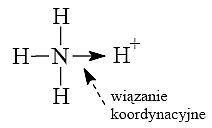 H
H–N→H+
H
wiązanie
koordynacyjne